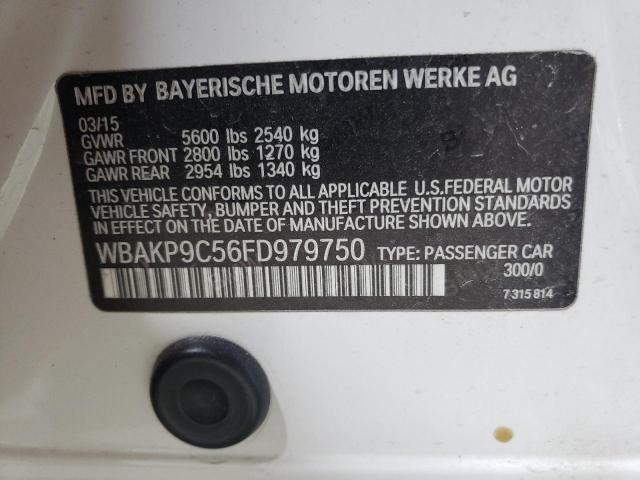 MFD BY BAYERISCHE MOTOREN WERKE AG
03/15
GVWR 5600 lbs 2540 kg
GAWR FRONT 2800 lbs 1270 kg
GAWR REAR 2954 lbs 1340 kg
THIS VEHICLE CONFORMS TO ALL APPLICABLE U.S.FEDERAL MOTOR
VEHICLE SAFETY, BUMPER AND THEFT PREVENTION STANDARDS
IN EFFECT ON THE DATE OF MANUFACTURE SHOWN ABOVE.
WBAKP9C56FD979750 TYPE: PASSENGER CAR
300/0
7 315 814